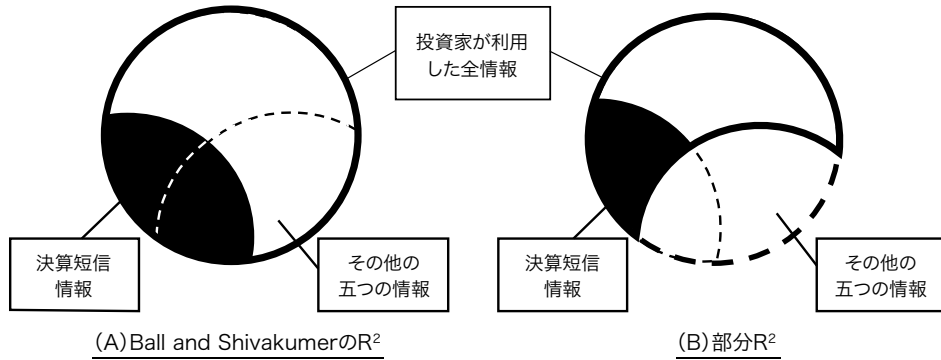 投資家が利用
した全情報
決算短信
情報
その他の
五つの情報
決算短信
情報
その他の
五つの情報
(A)Ball and ShivakumerのR²
(B)部分R²